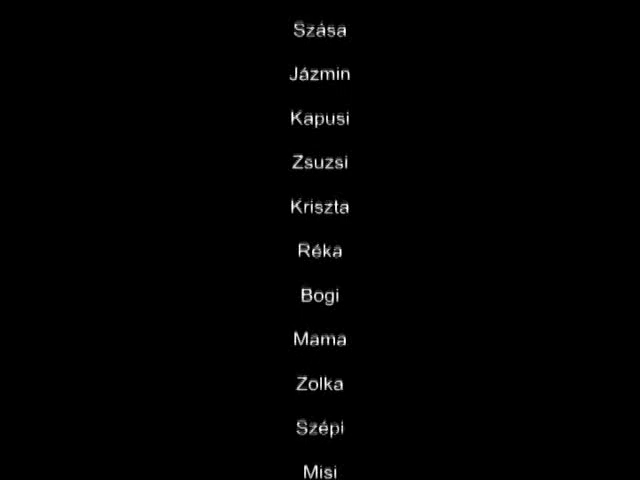 Szása
Jázmin
Kapusi
Zsuzsi
Kriszta
Réka
Bogi
Mama
Zolka
Szépi
Misi